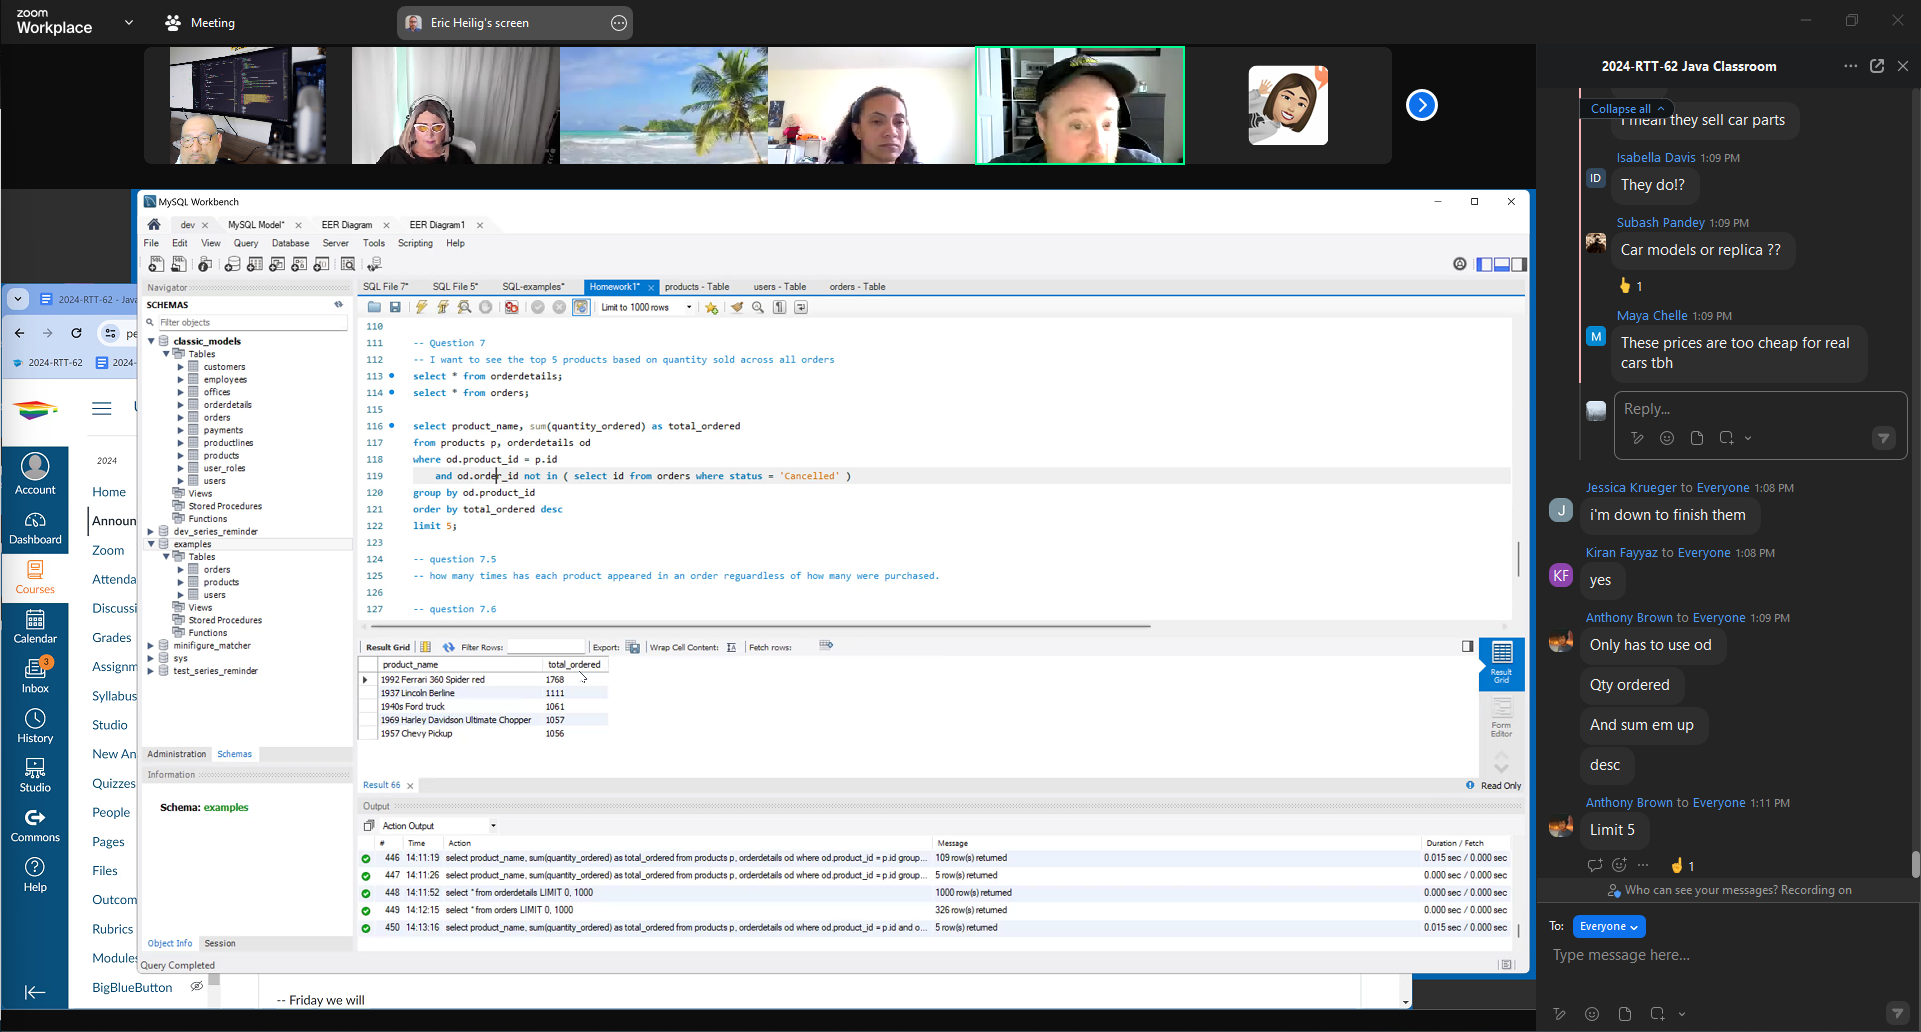 zoom
Workplace
Meeting
Eric Heilig's screen
2024-RTT-62 Java Classroom
Collapse all
I mean they sell car parts
Isabella Davis 1:09 PM
ID
They do!?
Subash Pandey 1:09 PM
Car models or replica ??
1
Maya Chelle 1:09 PM
M
These prices are too cheap for real
cars tbh
Reply...
Jessica Krueger to Everyone 1:08 PM
J
i'm down to finish them
Kiran Fayyaz to Everyone 1:08 PM
KF
yes
Anthony Brown to Everyone 1:09 PM
Only has to use od
Qty ordered
And sum em up
desc
Anthony Brown to Everyone 1:11 PM
Limit 5
1
Who can see your messages? Recording on
To: Everyone
Type message here...
MySQL Workbench
dev
MySQL Model*
EER Diagram
EER Diagram1
File Edit View Query Database Server Tools Scripting Help
Navigator
SCHEMAS
Filter objects
classic_models
Tables
customers
employees
offices
orderdetails
orders
payments
productlines
products
user_roles
users
Views
Stored Procedures
Functions
dev_series_reminder
examples
Tables
orders
products
users
Views
Stored Procedures
Functions
minifigure_matcher
sys
test_series_reminder
Administration Schemas
Information
Schema: examples
Object Info Session
Query Completed
SQL File 7* SQL File 5* SQL-examples* Homework1* products - Table users - Table orders - Table
Limit to 1000 rows
110
111 -- Question 7
112 -- I want to see the top 5 products based on quantity sold across all orders
113 select * from orderdetails;
114 select * from orders;
115
116 select product_name, sum(quantity_ordered) as total_ordered
117 from products p, orderdetails od
118 where od.product_id = p.id
119 and od.order_id not in ( select id from orders where status = 'Cancelled' )
120 group by od.product_id
121 order by total_ordered desc
122 limit 5;
123
124 -- question 7.5
125 -- how many times has each product appeared in an order reguardless of how many were purchased.
126
127 -- question 7.6
Result Grid Filter Rows: Export: Wrap Cell Content: Fetch rows:
product_name total_ordered
1992 Ferrari 360 Spider red 1768
1937 Lincoln Berline 1111
1940s Ford truck 1061
1969 Harley Davidson Ultimate Chopper 1057
1957 Chevy Pickup 1056
Result Grid
Form Editor
Result 66
Read Only
Output
Action Output
# Time Action Message Duration / Fetch
446 14:11:19 select product_name, sum(quantity_ordered) as total_ordered from products p, orderdetails od where od.product_id = p.id group... 109 row(s) returned 0.015 sec / 0.000 sec
447 14:11:26 select product_name, sum(quantity_ordered) as total_ordered from products p, orderdetails od where od.product_id = p.id group... 5 row(s) returned 0.000 sec / 0.000 sec
448 14:11:52 select * from orderdetails LIMIT 0, 1000 1000 row(s) returned 0.000 sec / 0.000 sec
449 14:12:15 select * from orders LIMIT 0, 1000 326 row(s) returned 0.000 sec / 0.000 sec
450 14:13:16 select product_name, sum(quantity_ordered) as total_ordered from products p, orderdetails od where od.product_id = p.id and o... 5 row(s) returned 0.015 sec / 0.000 sec
2024-RTT-62 - Java
pe
2024-RTT-62
2024-
2024
Account
Dashboard
Courses
Calendar
3
Inbox
History
Studio
Commons
Help
Home
Announ
Zoom
Attenda
Discussi
Grades
Assignm
Syllabus
Studio
New An
Quizzes
People
Pages
Files
Outcom
Rubrics
Modules
BigBlueButton
-- Friday we will